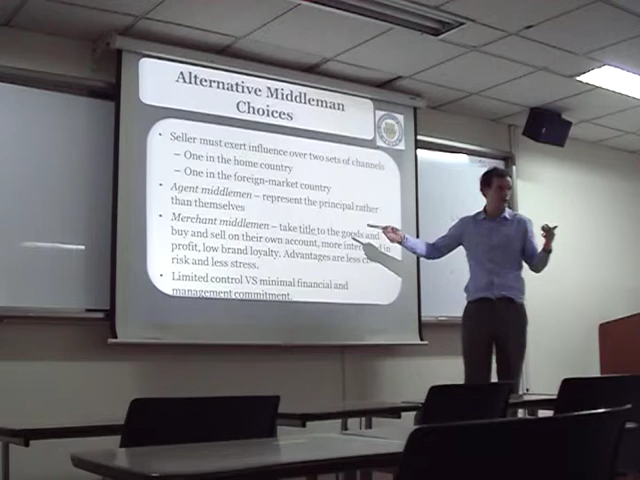 Alternative Middleman
Choices
• Seller must exert influence over two sets of channels
– One in the home country
– One in the foreign-market country
• Agent middlemen – represent the principal rather
than themselves
• Merchant middlemen – take title to the goods and
buy and sell on their own account, more in
profit, low brand loyalty. Advantages are less
risk and less stress.
• Limited control VS minimal financial and
management commitment.